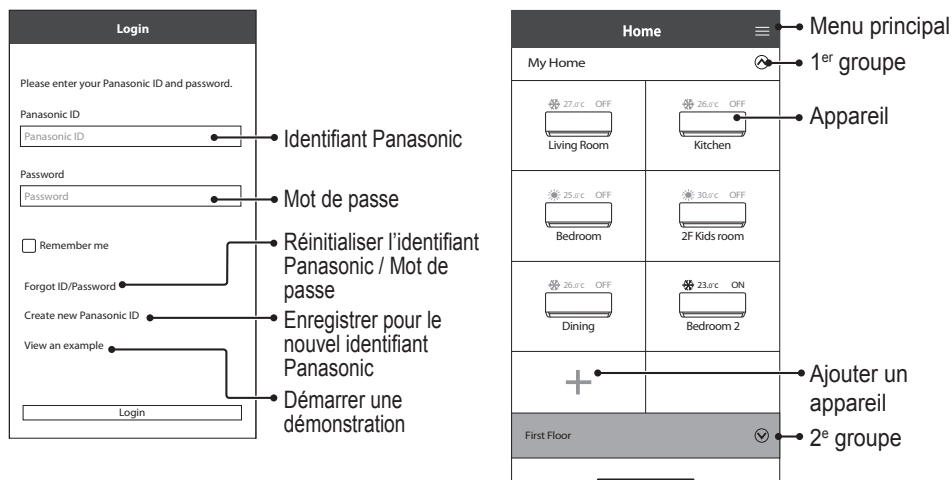 Login
Please enter your Panasonic ID and password.
Panasonic ID
Panasonic ID
Password
Password
Remember me
Forgot ID/Password
Create new Panasonic ID
View an example
Login
Identifiant Panasonic
Mot de passe
Réinitialiser l'identifiant
Panasonic / Mot de
passe
Enregistrer pour le
nouvel identifiant
Panasonic
Démarrer une
démonstration
Home
My Home
27.0°C OFF
26.0°C OFF
Living Room
Kitchen
25.0°C OFF
30.0°C OFF
Bedroom
2F Kids room
26.0°C OFF
23.0°C ON
Dining
Bedroom 2
First Floor
Menu principal
1er groupe
Appareil
Ajouter un
appareil
2e groupe